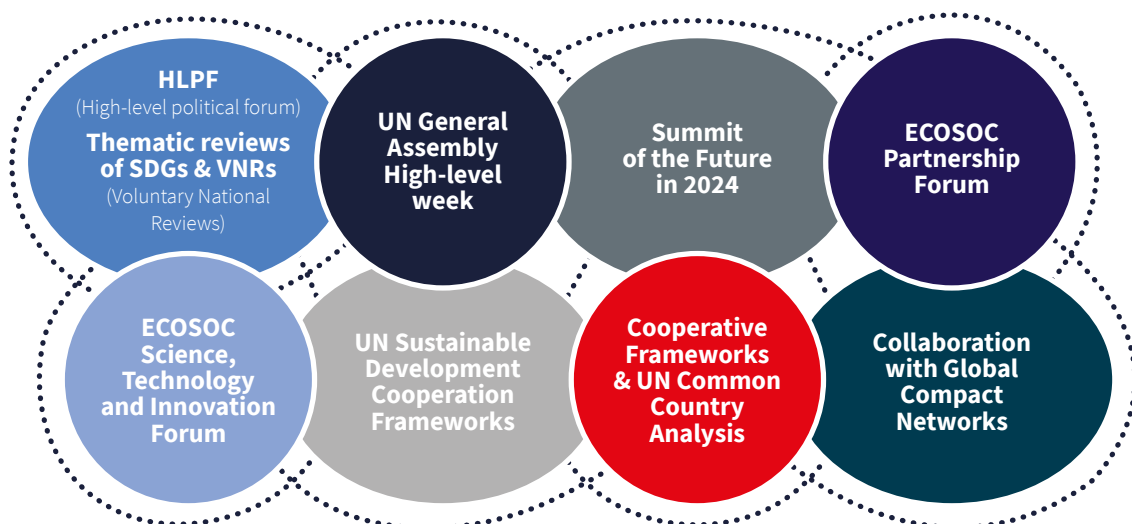 HLPF
(High-level political forum)
Thematic reviews
of SDGs & VNRs
(Voluntary National
Reviews)
UN General
Assembly
High-level
week
Summit
of the Future
in 2024
ECOSOC
Partnership
Forum
ECOSOC
Science,
Technology
and Innovation
Forum
UN Sustainable
Development
Cooperation
Frameworks
Cooperative
Frameworks
& UN Common
Country
Analysis
Collaboration
with Global
Compact
Networks